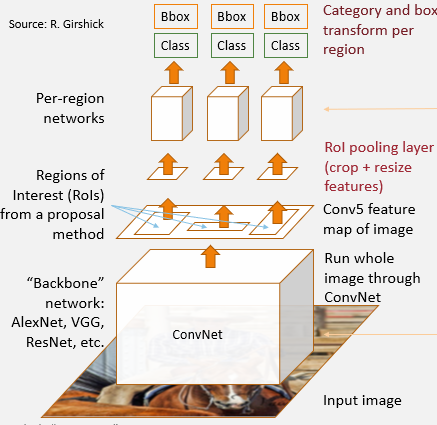 Source: R. Girshick
Bbox
Bbox
Bbox
Class
Class
Class
Category and box
transform per
region
Per-region
networks
RoI pooling layer
(crop + resize
features)
Regions of
Interest (RoIs)
from a proposal
method
Conv5 feature
map of image
Run whole
image through
ConvNet
"Backbone"
network:
AlexNet, VGG,
ResNet, etc.
ConvNet
Input image